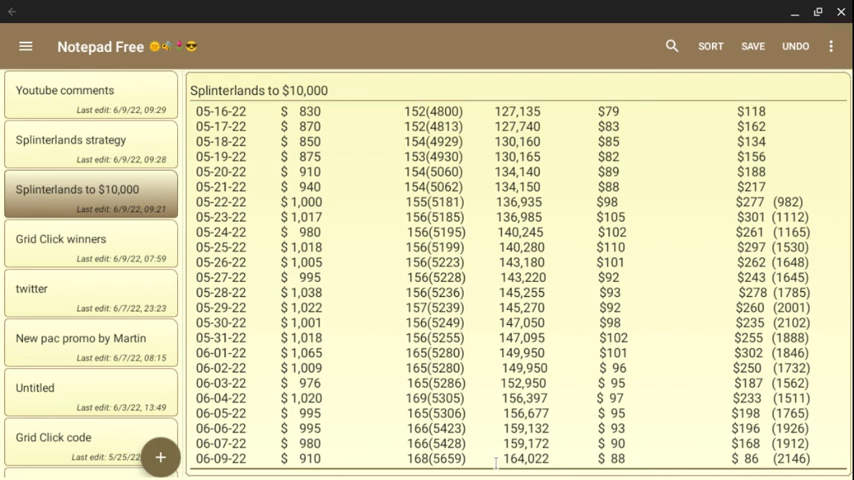 Notepad Free 🌞🐝🌷😎
SORT SAVE UNDO
Youtube comments
Last edit: 6/9/22, 09:29
Splinterlands strategy
Last edit: 6/9/22, 09:28
Splinterlands to $10,000
Last edit: 6/9/22, 09:21
Grid Click winners
Last edit: 6/9/22, 07:59
twitter
Last edit: 6/7/22, 23:23
New pac promo by Martin
Last edit: 6/7/22, 08:15
Untitled
Last edit: 6/3/22, 13:49
Grid Click code
Last edit: 5/25/22
Splinterlands to $10,000
05-16-22 $ 830 152(4800) 127,135 $79 $118
05-17-22 $ 870 152(4813) 127,740 $83 $162
05-18-22 $ 850 154(4929) 130,160 $85 $134
05-19-22 $ 875 153(4930) 130,165 $82 $156
05-20-22 $ 910 154(5060) 134,140 $89 $188
05-21-22 $ 940 154(5062) 134,150 $88 $217
05-22-22 $ 1,000 155(5181) 136,935 $98 $277 (982)
05-23-22 $ 1,017 156(5185) 136,985 $105 $301 (1112)
05-24-22 $ 980 156(5195) 140,245 $102 $261 (1165)
05-25-22 $ 1,018 156(5199) 140,280 $110 $297 (1530)
05-26-22 $ 1,005 156(5223) 143,180 $101 $262 (1648)
05-27-22 $ 995 156(5228) 143,220 $92 $243 (1645)
05-28-22 $ 1,038 156(5236) 145,255 $93 $278 (1785)
05-29-22 $ 1,022 157(5239) 145,270 $92 $260 (2001)
05-30-22 $ 1,001 156(5249) 147,050 $98 $235 (2102)
05-31-22 $ 1,018 156(5255) 147,095 $102 $255 (1888)
06-01-22 $ 1,065 165(5280) 149,950 $101 $302 (1846)
06-02-22 $ 1,009 165(5280) 149,950 $ 96 $250 (1732)
06-03-22 $ 976 165(5286) 152,950 $ 95 $187 (1562)
06-04-22 $ 1,020 169(5305) 156,397 $ 97 $233 (1511)
06-05-22 $ 995 165(5306) 156,677 $ 95 $198 (1765)
06-06-22 $ 995 166(5423) 159,132 $ 93 $196 (1926)
06-07-22 $ 980 166(5428) 159,172 $ 90 $168 (1912)
06-09-22 $ 910 168(5659) 164,022 $ 88 $ 86 (2146)